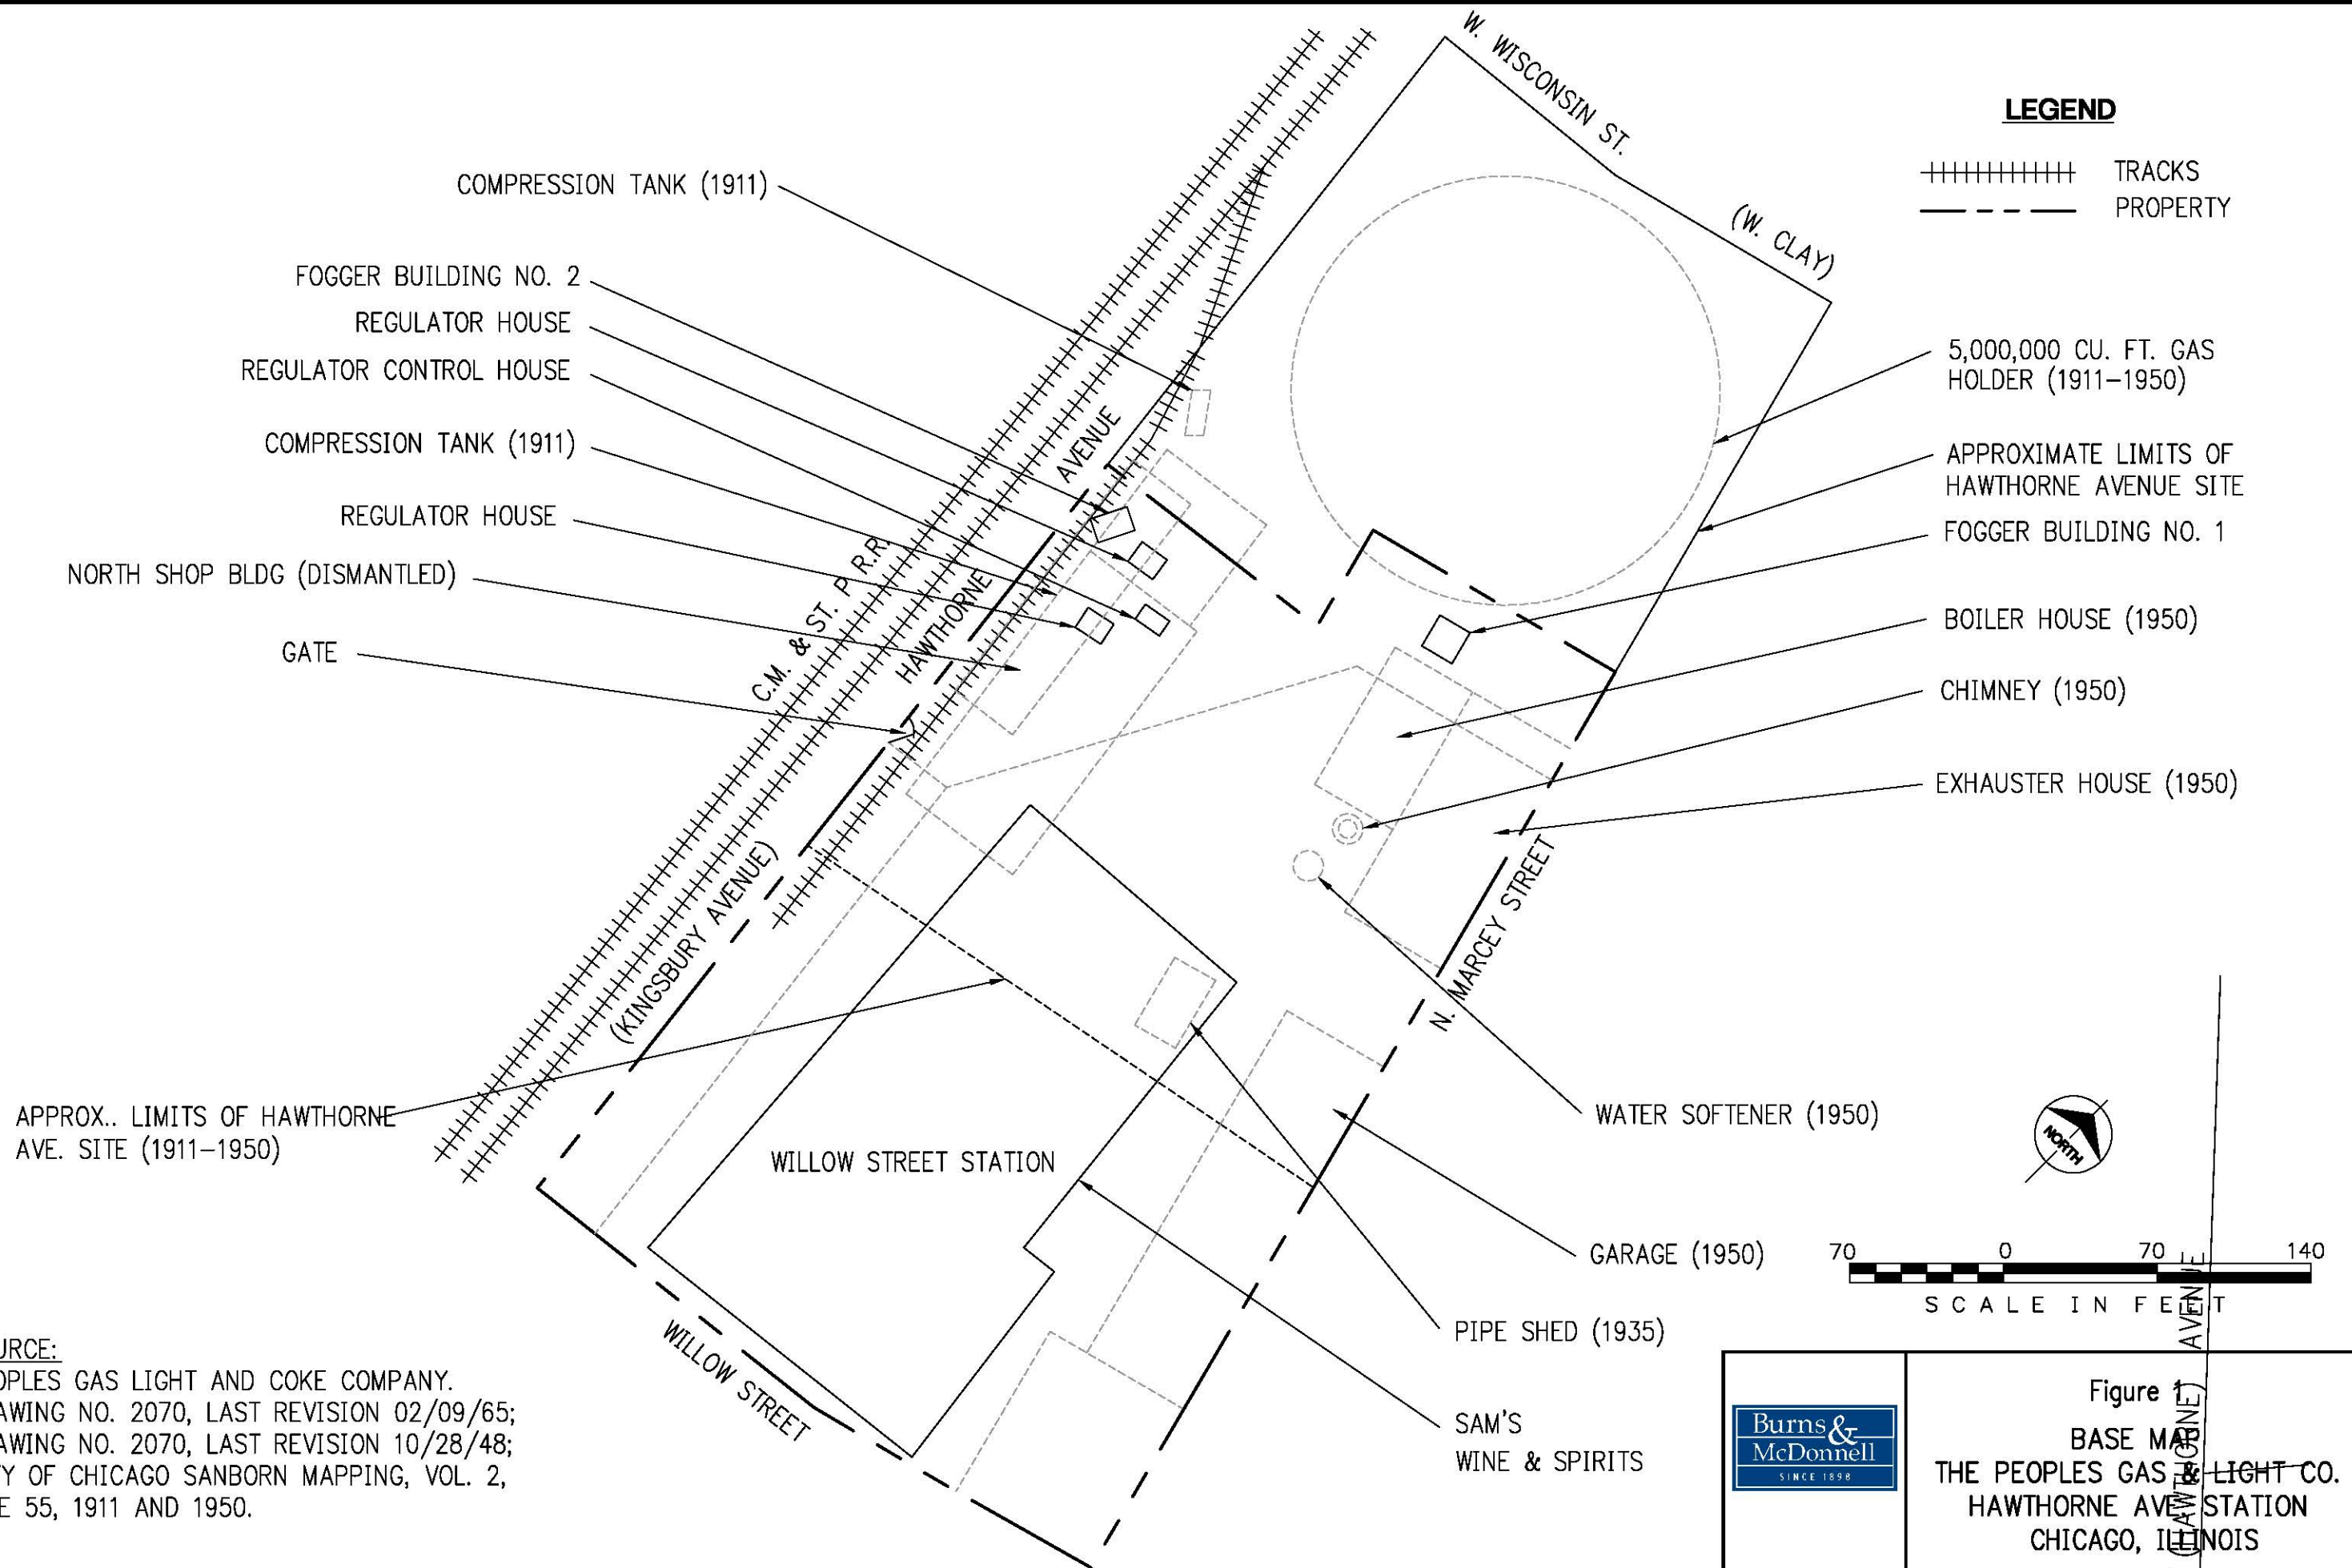 W. WISCONSIN ST.
(W. CLAY)
LEGEND
TRACKS
PROPERTY
COMPRESSION TANK (1911)
FOGGER BUILDING NO. 2
REGULATOR HOUSE
REGULATOR CONTROL HOUSE
COMPRESSION TANK (1911)
REGULATOR HOUSE
NORTH SHOP BLDG (DISMANTLED)
GATE
C.M. & ST. P. R.R.
HAWTHORNE AVENUE
(KINGSBURY AVENUE)
5,000,000 CU. FT. GAS
HOLDER (1911-1950)
APPROXIMATE LIMITS OF
HAWTHORNE AVENUE SITE
FOGGER BUILDING NO. 1
BOILER HOUSE (1950)
CHIMNEY (1950)
EXHAUSTER HOUSE (1950)
N. MARCEY STREET
APPROX.. LIMITS OF HAWTHORNE
AVE. SITE (1911-1950)
WILLOW STREET STATION
WATER SOFTENER (1950)
GARAGE (1950)
PIPE SHED (1935)
SAM'S
WINE & SPIRITS
WILLOW STREET
NORTH
70 0 70 140
SCALE IN FEET
(HAWTHORNE) AVENUE
URCE:
OPLES GAS LIGHT AND COKE COMPANY.
AWING NO. 2070, LAST REVISION 02/09/65;
AWING NO. 2070, LAST REVISION 10/28/48;
Y OF CHICAGO SANBORN MAPPING, VOL. 2,
E 55, 1911 AND 1950.
Burns &
McDonnell
SINCE 1898
Figure 1
BASE MAP
THE PEOPLES GAS & LIGHT CO.
HAWTHORNE AVE. STATION
CHICAGO, ILLINOIS